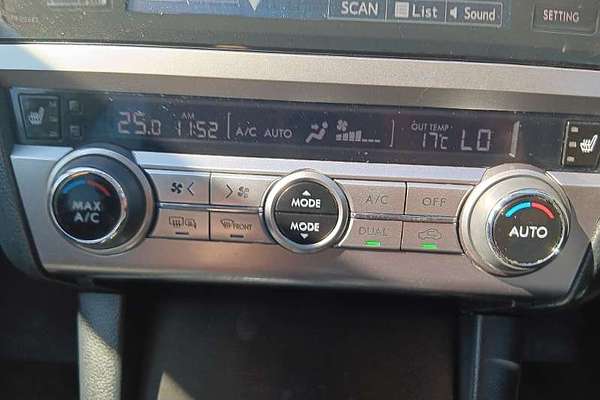 SCAN List Sound SETTING
AM
25.0 11:52 A/C AUTO OUT TEMP 17°C LO
MAX A/C
MODE
MODE
A/C OFF
FRONT
DUAL
AUTO